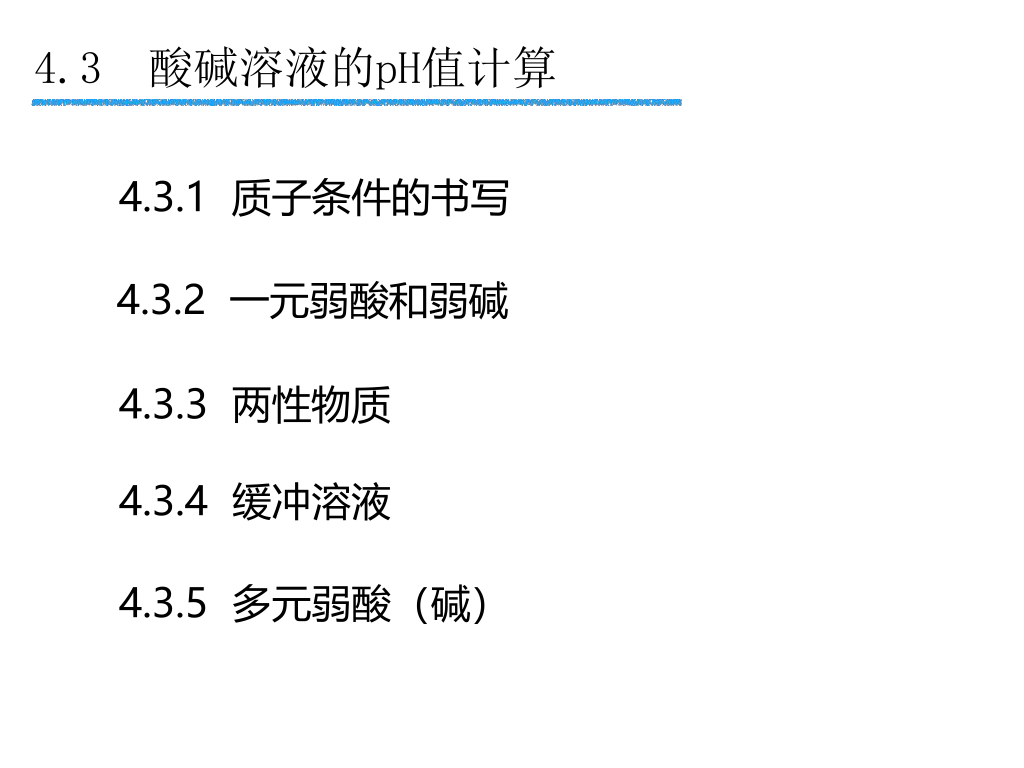 4.3 酸碱溶液的pH值计算
4.3.1 质子条件的书写
4.3.2 一元弱酸和弱碱
4.3.3 两性物质
4.3.4 缓冲溶液
4.3.5 多元弱酸（碱）